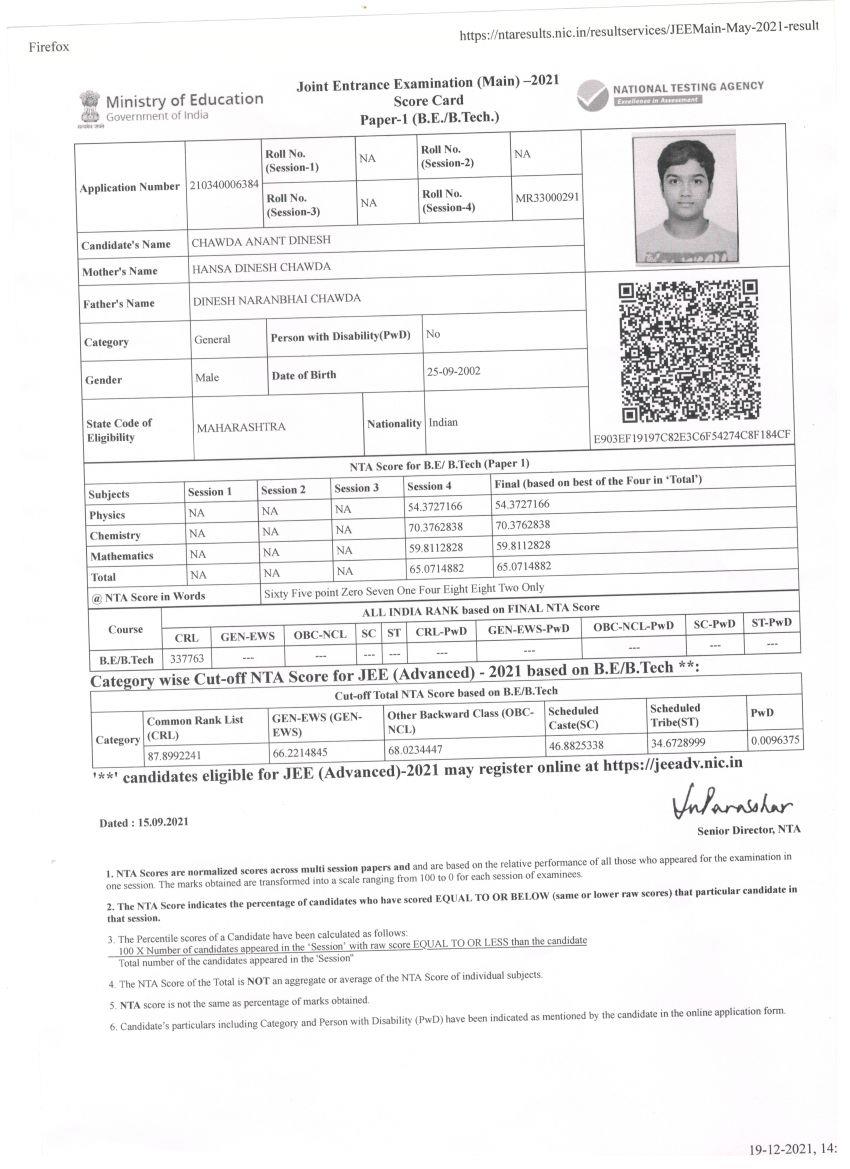 Firefox
https://ntaresults.nic.in/resultservices/JEEMain-May-2021-result
Ministry of Education
Government of India
सत्यमेव जयते
Joint Entrance Examination (Main) –2021
Score Card
Paper-1 (B.E./B.Tech.)
NATIONAL TESTING AGENCY
Excellence in Assessment
Application Number 210340006384 Roll No. (Session-1) NA Roll No. (Session-2) NA
Roll No. (Session-3) NA Roll No. (Session-4) MR33000291
Candidate's Name CHAWDA ANANT DINESH
Mother's Name HANSA DINESH CHAWDA
Father's Name DINESH NARANBHAI CHAWDA
Category General Person with Disability(PwD) No
Gender Male Date of Birth 25-09-2002
State Code of Eligibility MAHARASHTRA Nationality Indian
E903EF19197C82E3C6F54274C8F184CF
NTA Score for B.E/ B.Tech (Paper 1)
Subjects Session 1 Session 2 Session 3 Session 4 Final (based on best of the Four in 'Total')
Physics NA NA NA 54.3727166 54.3727166
Chemistry NA NA NA 70.3762838 70.3762838
Mathematics NA NA NA 59.8112828 59.8112828
Total NA NA NA 65.0714882 65.0714882
@ NTA Score in Words Sixty Five point Zero Seven One Four Eight Eight Two Only
ALL INDIA RANK based on FINAL NTA Score
Course CRL GEN-EWS OBC-NCL SC ST CRL-PwD GEN-EWS-PwD OBC-NCL-PwD SC-PwD ST-PwD
B.E/B.Tech 337763 --- --- --- --- --- --- --- --- ---
Category wise Cut-off NTA Score for JEE (Advanced) - 2021 based on B.E/B.Tech **:
Cut-off Total NTA Score based on B.E/B.Tech
Category Common Rank List (CRL) GEN-EWS (GEN-EWS) Other Backward Class (OBC-NCL) Scheduled Caste(SC) Scheduled Tribe(ST) PwD
87.8992241 66.2214845 68.0234447 46.8825338 34.6728999 0.0096375
'**' candidates eligible for JEE (Advanced)-2021 may register online at https://jeeadv.nic.in
Dated : 15.09.2021
Senior Director, NTA
1. NTA Scores are normalized scores across multi session papers and and are based on the relative performance of all those who appeared for the examination in
one session. The marks obtained are transformed into a scale ranging from 100 to 0 for each session of examinees.
2. The NTA Score indicates the percentage of candidates who have scored EQUAL TO OR BELOW (same or lower raw scores) that particular candidate in
that session.
3. The Percentile scores of a Candidate have been calculated as follows:
100 X Number of candidates appeared in the 'Session' with raw score EQUAL TO OR LESS than the candidate
Total number of the candidates appeared in the 'Session"
4. The NTA Score of the Total is NOT an aggregate or average of the NTA Score of individual subjects.
5. NTA score is not the same as percentage of marks obtained.
6. Candidate's particulars including Category and Person with Disability (PwD) have been indicated as mentioned by the candidate in the online application form.
19-12-2021, 14: